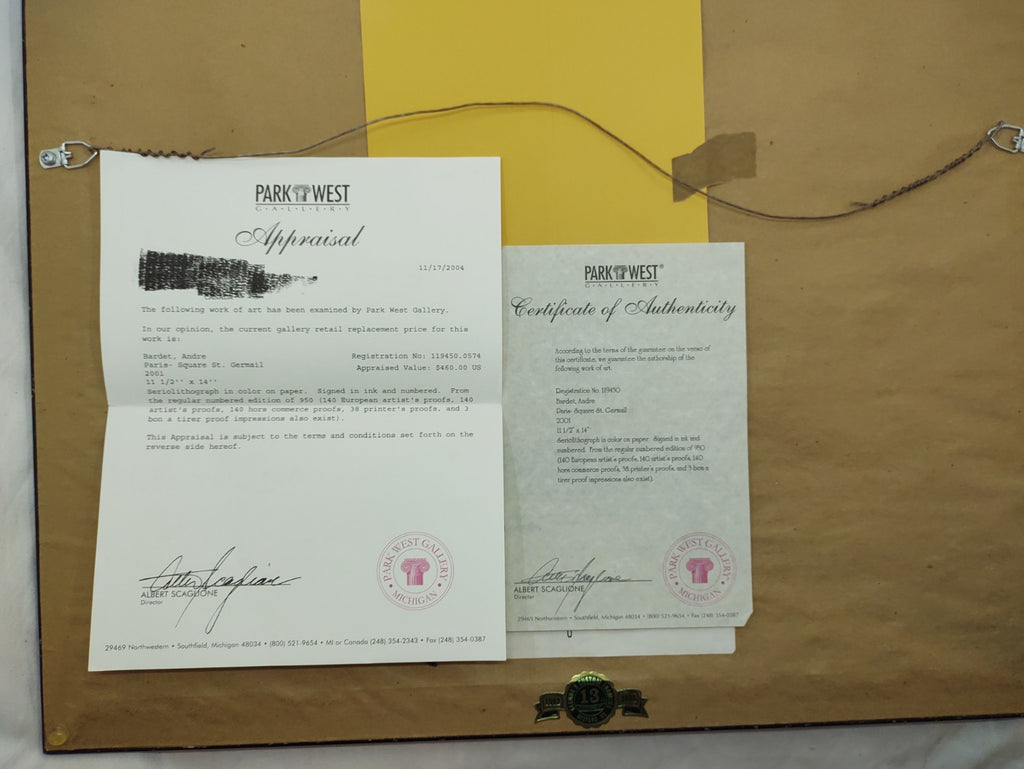 PARK WEST
G·A·L·L·E·R·Y
Appraisal
11/17/2004
The following work of art has been examined by Park West Gallery.
In our opinion, the current gallery retail replacement price for this
work is:
Bardet, Andre
Registration No: 119450.0574
Paris- Square St. Germail
Appraised Value: $460.00 US
2001
11 1/2'' x 14''
Seriolithograph in color on paper. Signed in ink and numbered. From
the regular numbered edition of 950 (140 European artist's proofs, 140
artist's proofs, 140 hors commerce proofs, 38 printer's proofs, and 3
bon a tirer proof impressions also exist).
This Appraisal is subject to the terms and conditions set forth on the
reverse side hereof.
ALBERT SCAGLIONE
Director
PARK WEST GALLERY
MICHIGAN
29469 Northwestern • Southfield, Michigan 48034 • (800) 521-9654 • MI or Canada (248) 354-2343 • Fax (248) 354-0387
PARK WEST®
G·A·L·L·E·R·Y
Certificate of Authenticity
According to the terms of the guarantee on the verso of
this certificate, we guarantee the authorship of the
following work of art.
Registration No. 119450
Bardet, Andre
Paris- Square St. Germail
2001
11 1/2" x 14"
Seriolithograph in color on paper. Signed in ink and
numbered. From the regular numbered edition of 950
(140 European artist's proofs, 140 artist's proofs, 140
hors commerce proofs, 38 printer's proofs, and 3 bon a
tirer proof impressions also exist).
ALBERT SCAGLIONE
Director
PARK WEST GALLERY
MICHIGAN
29469 Northwestern • Southfield, Michigan 48034 • (800) 521-9654 • Fax (248) 354-0387
CUSTOM
13